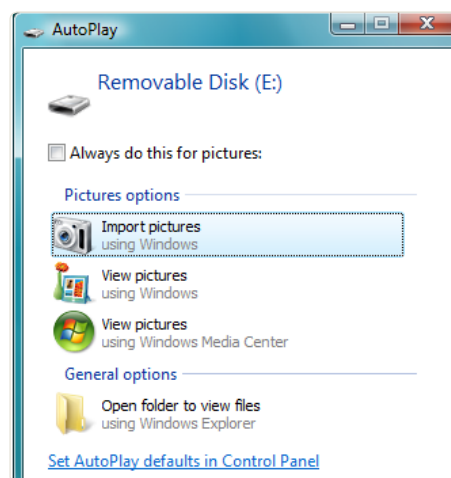 AutoPlay
Removable Disk (E:)
Always do this for pictures:
Pictures options
Import pictures
using Windows
View pictures
using Windows
View pictures
using Windows Media Center
General options
Open folder to view files
using Windows Explorer
Set AutoPlay defaults in Control Panel